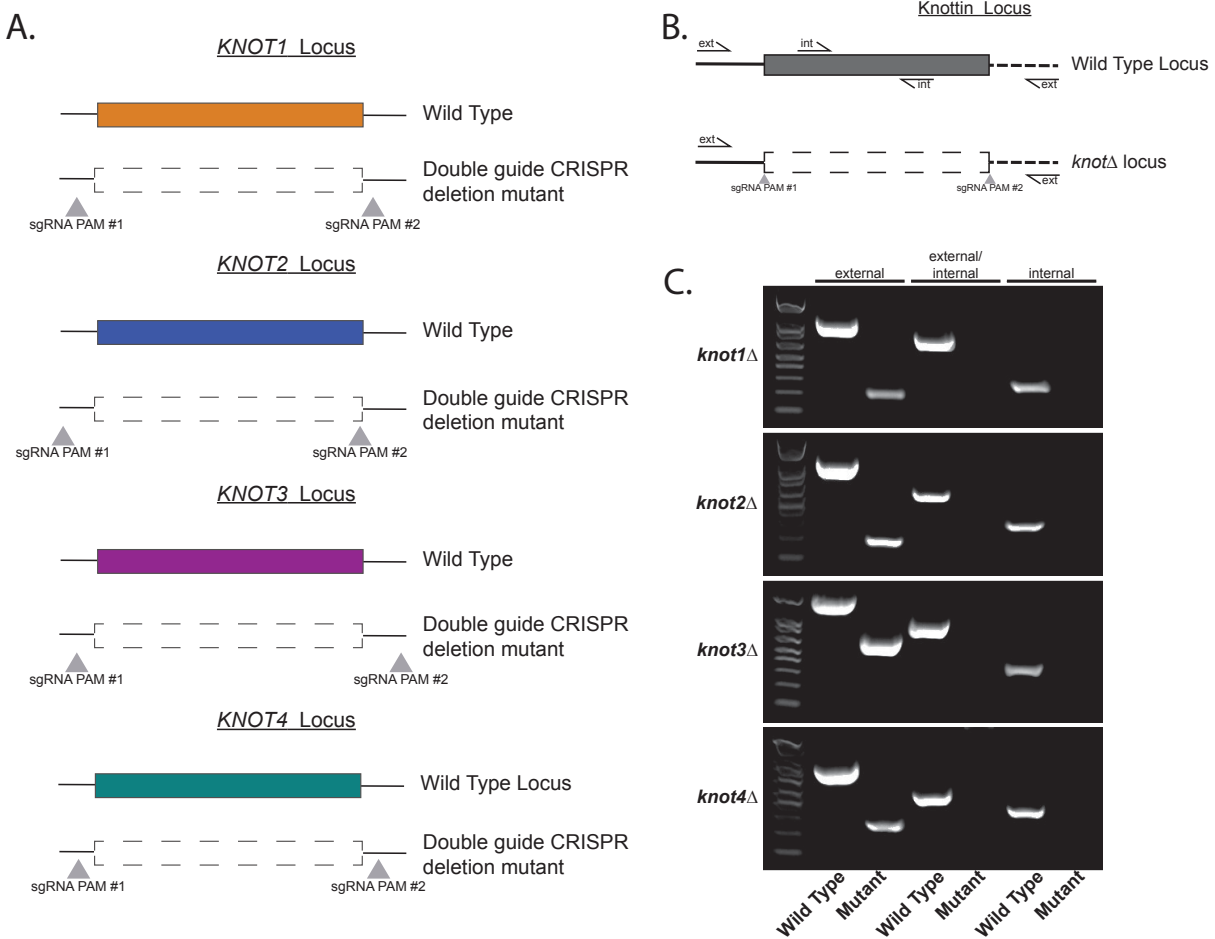 A.
KNOT1 Locus
Wild Type
Double guide CRISPR
deletion mutant
sgRNA PAM #1
sgRNA PAM #2
KNOT2 Locus
Wild Type
Double guide CRISPR
deletion mutant
sgRNA PAM #1
sgRNA PAM #2
KNOT3 Locus
Wild Type
Double guide CRISPR
deletion mutant
sgRNA PAM #1
sgRNA PAM #2
KNOT4 Locus
Wild Type Locus
Double guide CRISPR
deletion mutant
sgRNA PAM #1
sgRNA PAM #2
B.
Knottin Locus
ext
int
Wild Type Locus
int
ext
ext
knotΔ locus
ext
sgRNA PAM #1
sgRNA PAM #2
C.
external
external/
internal
internal
knot1Δ
knot2Δ
knot3Δ
knot4Δ
Wild Type
Mutant
Wild Type
Mutant
Wild Type
Mutant